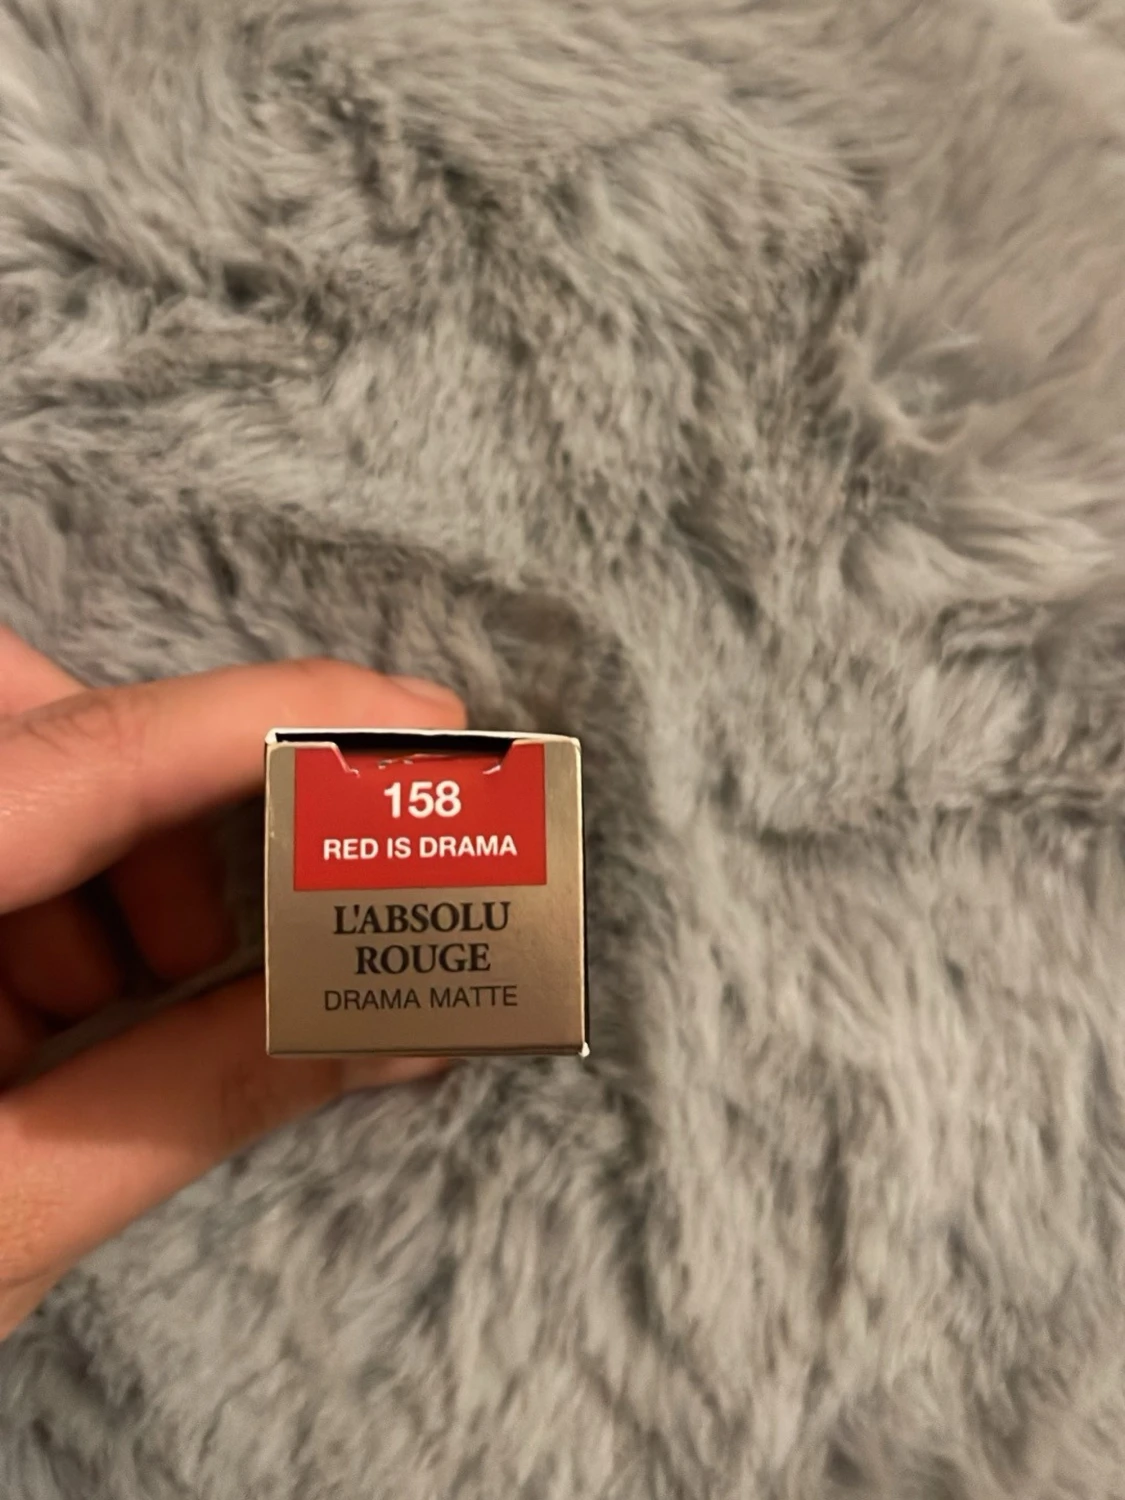 158
RED IS DRAMA
L'ABSOLU
ROUGE
DRAMA MATTE